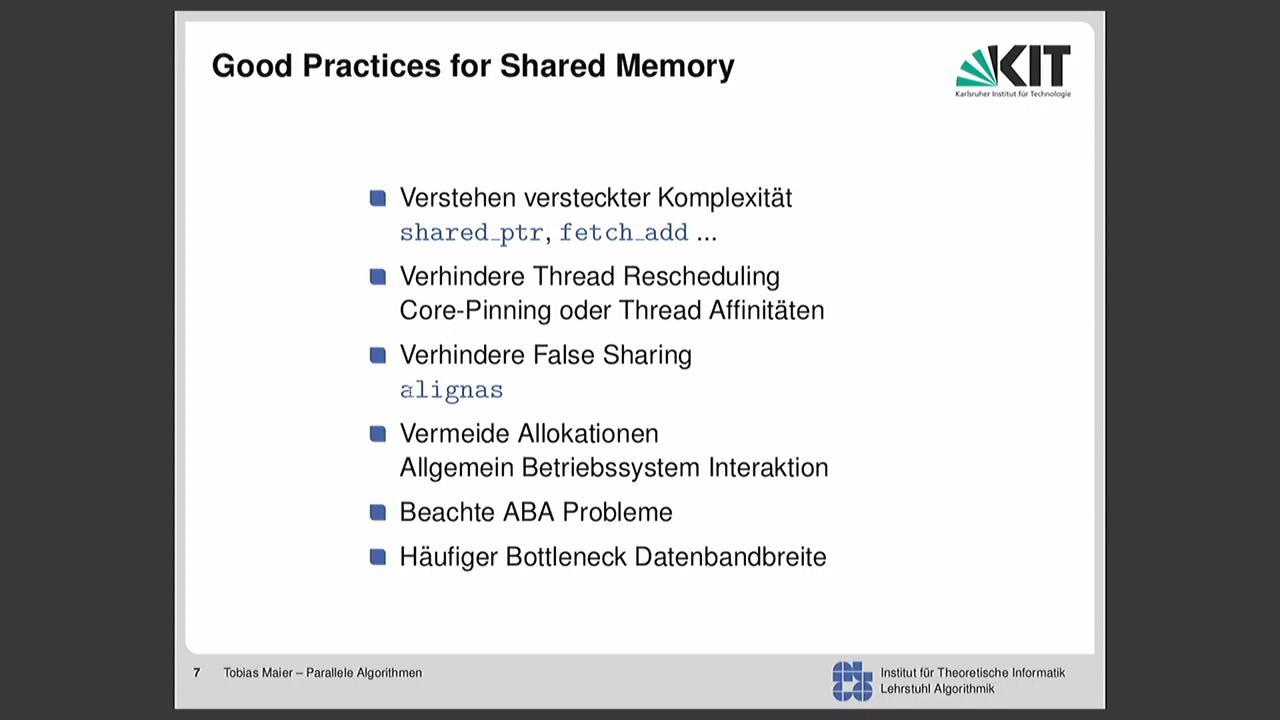 Good Practices for Shared Memory
KIT
Karlsruher Institut für Technologie
Verstehen versteckter Komplexität
shared_ptr, fetch_add ...
Verhindere Thread Rescheduling
Core-Pinning oder Thread Affinitäten
Verhindere False Sharing
alignas
Vermeide Allokationen
Allgemein Betriebssystem Interaktion
Beachte ABA Probleme
Häufiger Bottleneck Datenbandbreite
7 Tobias Maier – Parallele Algorithmen
Institut für Theoretische Informatik
Lehrstuhl Algorithmik